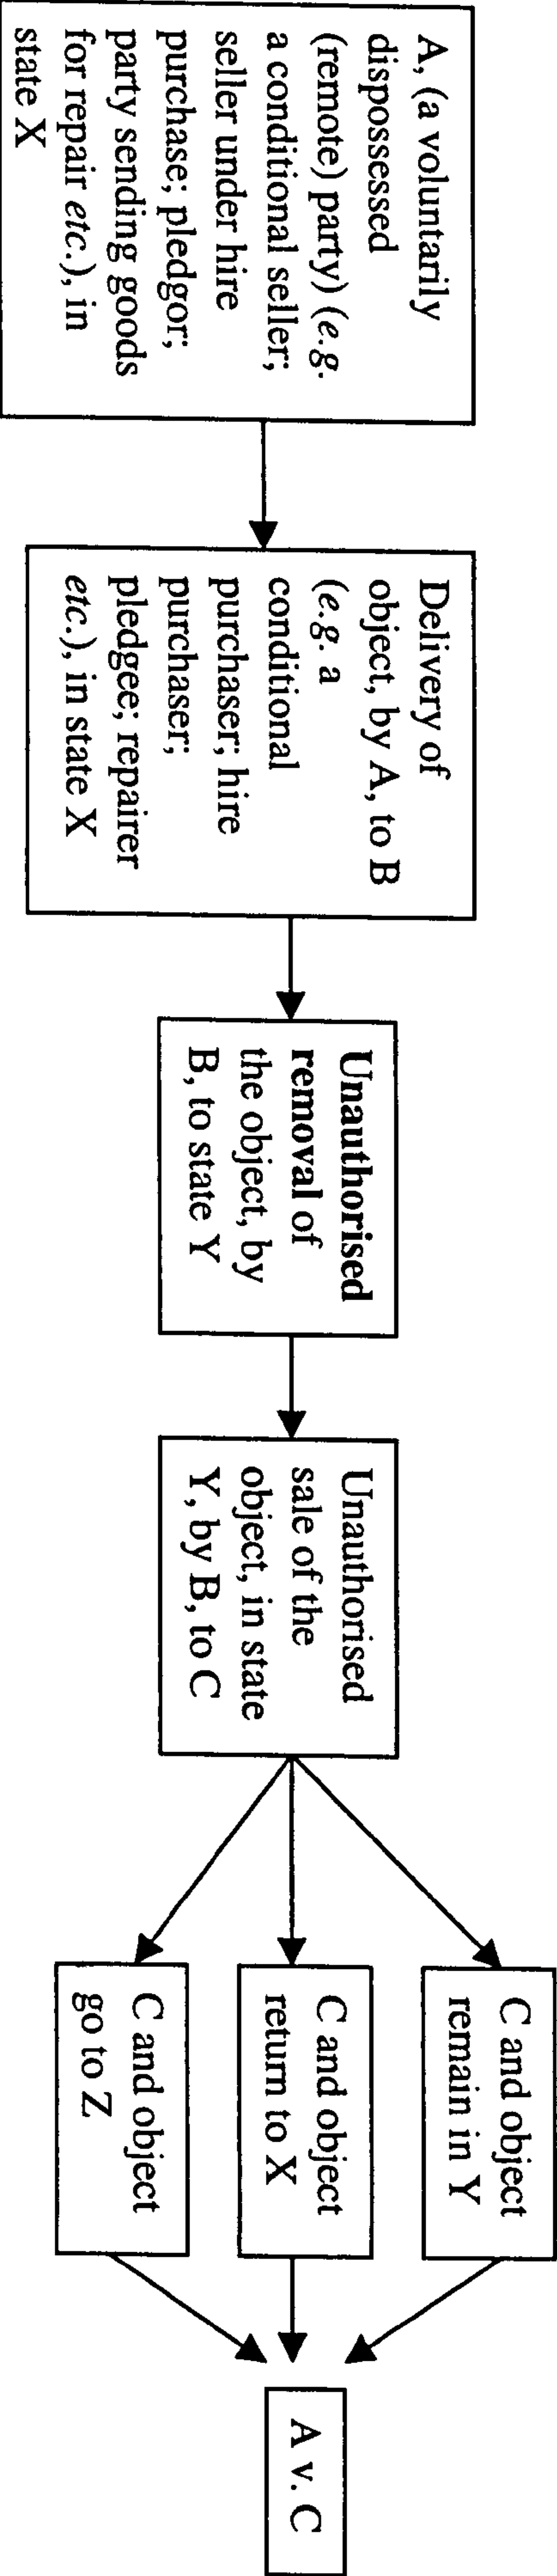 A, (a voluntarily
dispossessed
(remote) party) (e.g.
a conditional seller;
seller under hire
purchase; pledgor;
party sending goods
for repair etc.), in
state X
Delivery of
object, by A, to B
(e.g. a
conditional
purchaser; hire
purchaser;
pledgee; repairer
etc.), in state X
Unauthorised
removal of
the object, by
B, to state Y
Unauthorised
sale of the
object, in state
Y, by B, to C
C and object
remain in Y
C and object
return to X
C and object
go to Z
A v. C